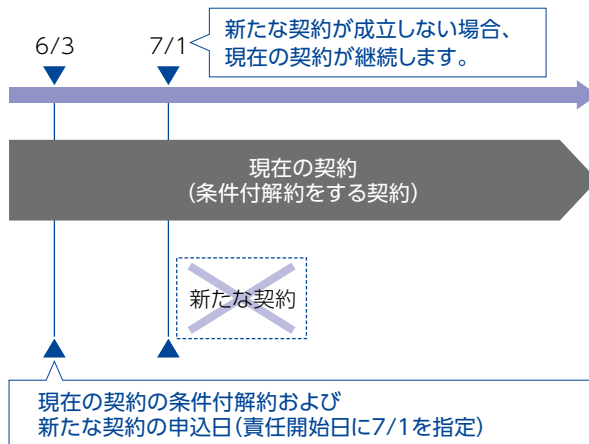 6/3
7/1
新たな契約が成立しない場合、
現在の契約が継続します。
現在の契約
(条件付解約をする契約)
新たな契約
現在の契約の条件付解約および
新たな契約の申込日(責任開始日に7/1を指定)